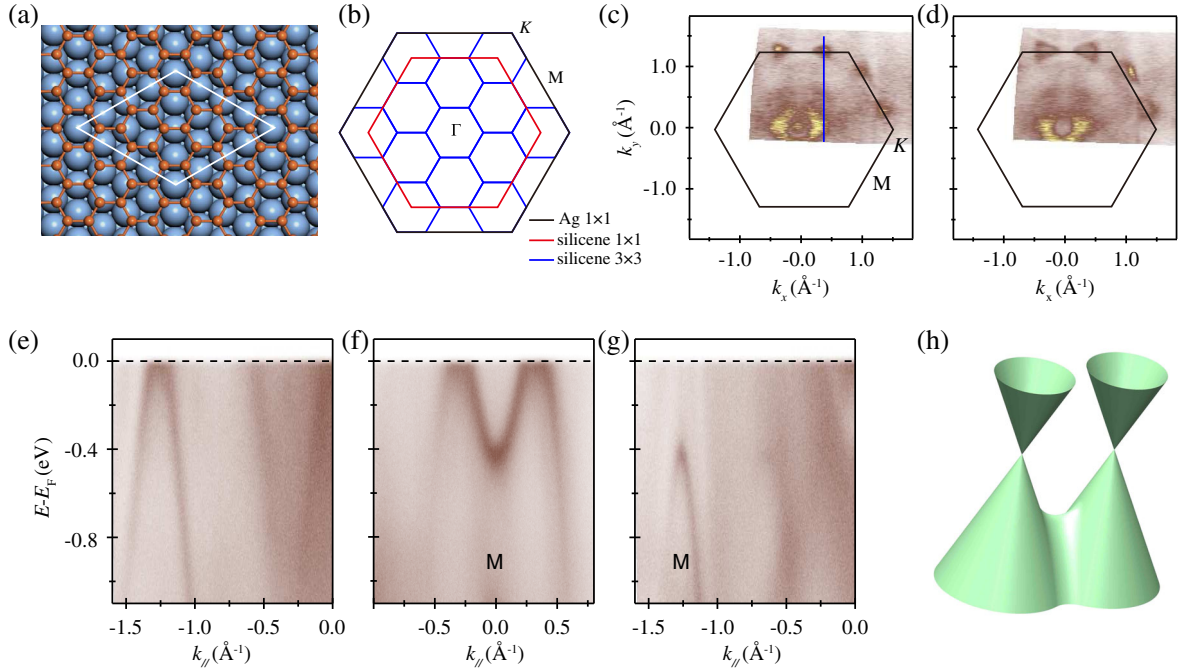 (a)
(b)
K
M
Γ
Ag 1×1
silicene 1×1
silicene 3×3
(c)
(d)
1.0
0.0
-1.0
k_y (Å⁻¹)
K
M
-1.0 -0.0 1.0
k_x (Å⁻¹)
-1.0 -0.0 1.0
k_x (Å⁻¹)
(e)
(f)
(g)
(h)
0.0
-0.4
-0.8
E-E_F (eV)
M
M
-1.5 -1.0 -0.5 0.0
k_// (Å⁻¹)
-0.5 0.0 0.5
k_// (Å⁻¹)
-1.5 -1.0 -0.5 0.0
k_// (Å⁻¹)